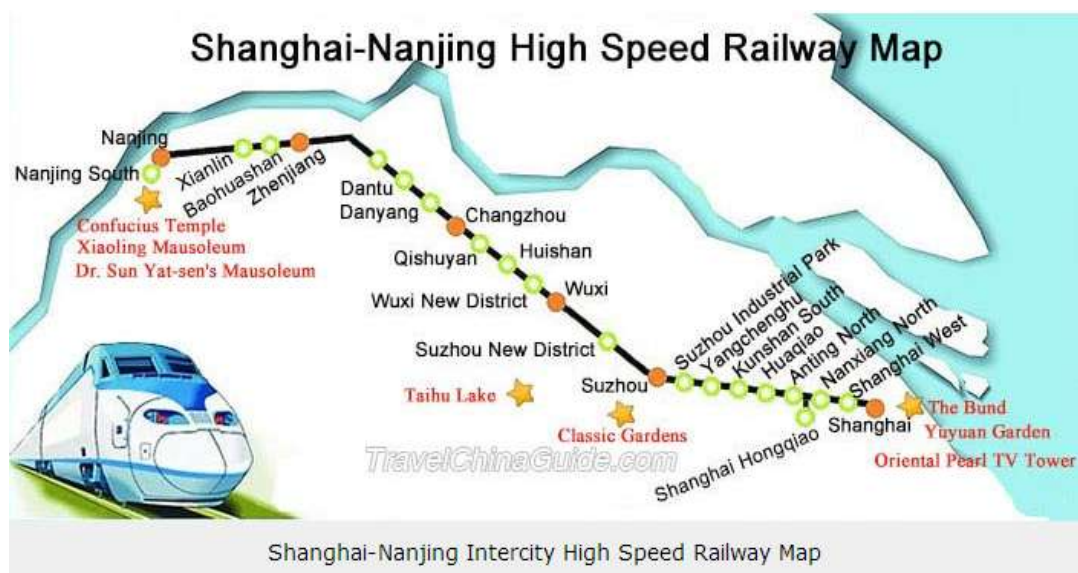 Shanghai-Nanjing High Speed Railway Map
Nanjing
Nanjing South
Xianlin
Baohuashan
Zhenjiang
Confucius Temple
Xiaoling Mausoleum
Dr. Sun Yat-sen's Mausoleum
Dantu
Danyang
Changzhou
Qishuyan
Huishan
Wuxi New District
Wuxi
Suzhou New District
Suzhou
Taihu Lake
Classic Gardens
Suzhou Industrial Park
Yangchenghu
Kunshan South
Huaqiao
Anting North
Nanxiang North
Shanghai West
Shanghai Hongqiao
Shanghai
The Bund
Yuyuan Garden
Oriental Pearl TV Tower
TravelChinaGuide.com
Shanghai-Nanjing Intercity High Speed Railway Map